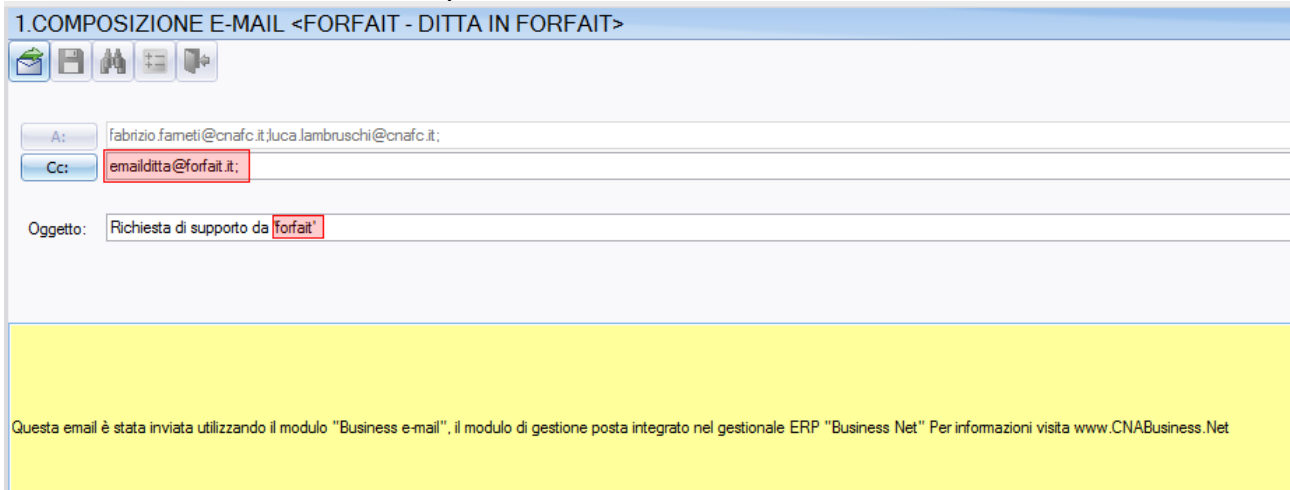 1.COMPOSIZIONE E-MAIL <FORFAIT - DITTA IN FORFAIT>
A: fabrizio.fameti@cnafc.it;luca.lambruschi@cnafc.it;
Cc: emailditta@forfait.it;
Oggetto: Richiesta di supporto da "forfait"
Questa email è stata inviata utilizzando il modulo "Business e-mail", il modulo di gestione posta integrato nel gestionale ERP "Business Net" Per informazioni visita www.CNABusiness.Net